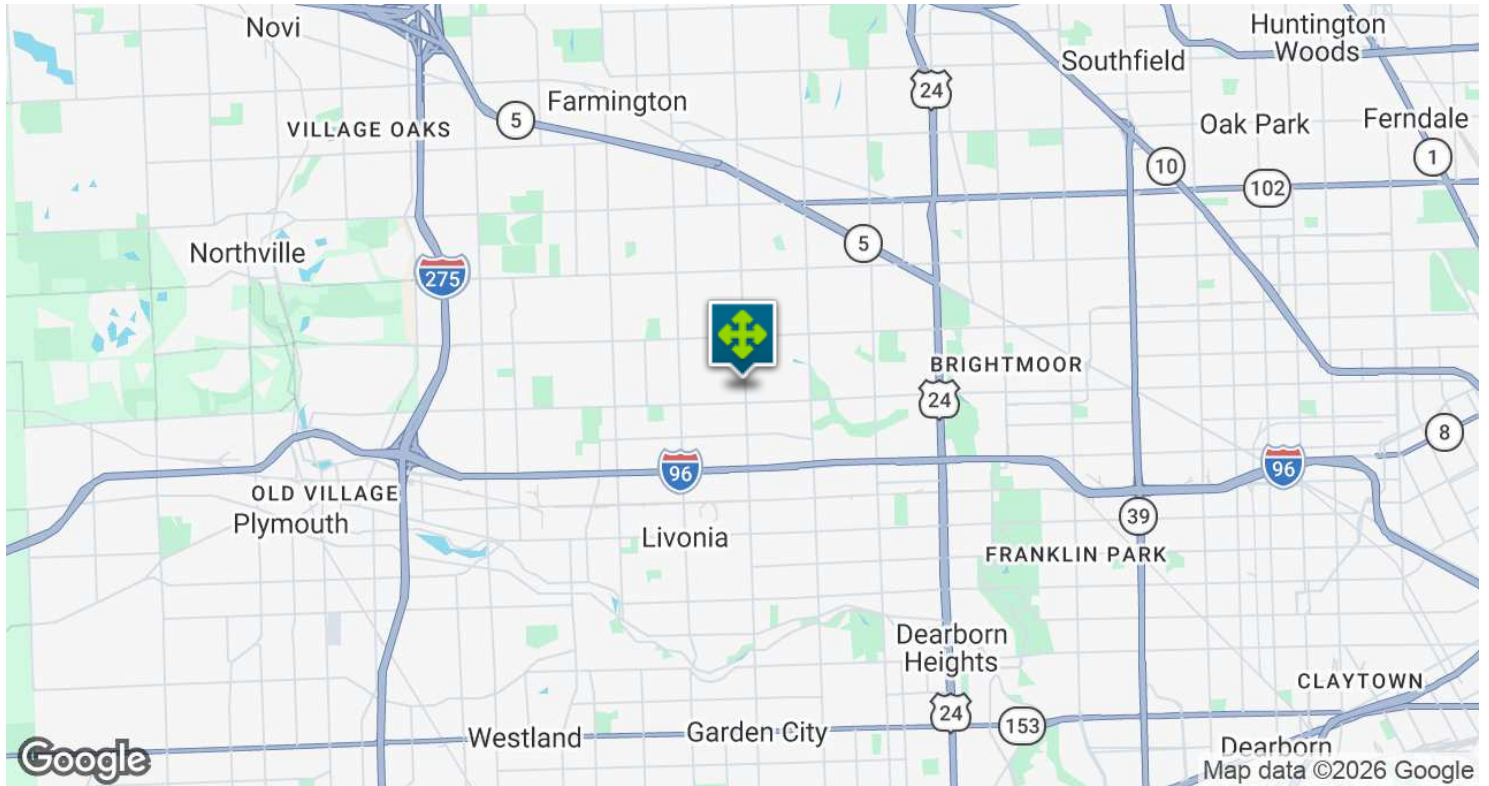 Novi
Huntington
Woods
Southfield
24
Farmington
5
VILLAGE OAKS
Oak Park
Ferndale
1
10
102
Northville
5
275
BRIGHTMOOR
24
8
96
96
OLD VILLAGE
Plymouth
39
Livonia
FRANKLIN PARK
Dearborn
Heights
CLAYTOWN
24
153
Westland
Garden City
Dearborn
Google
Map data ©2026 Google